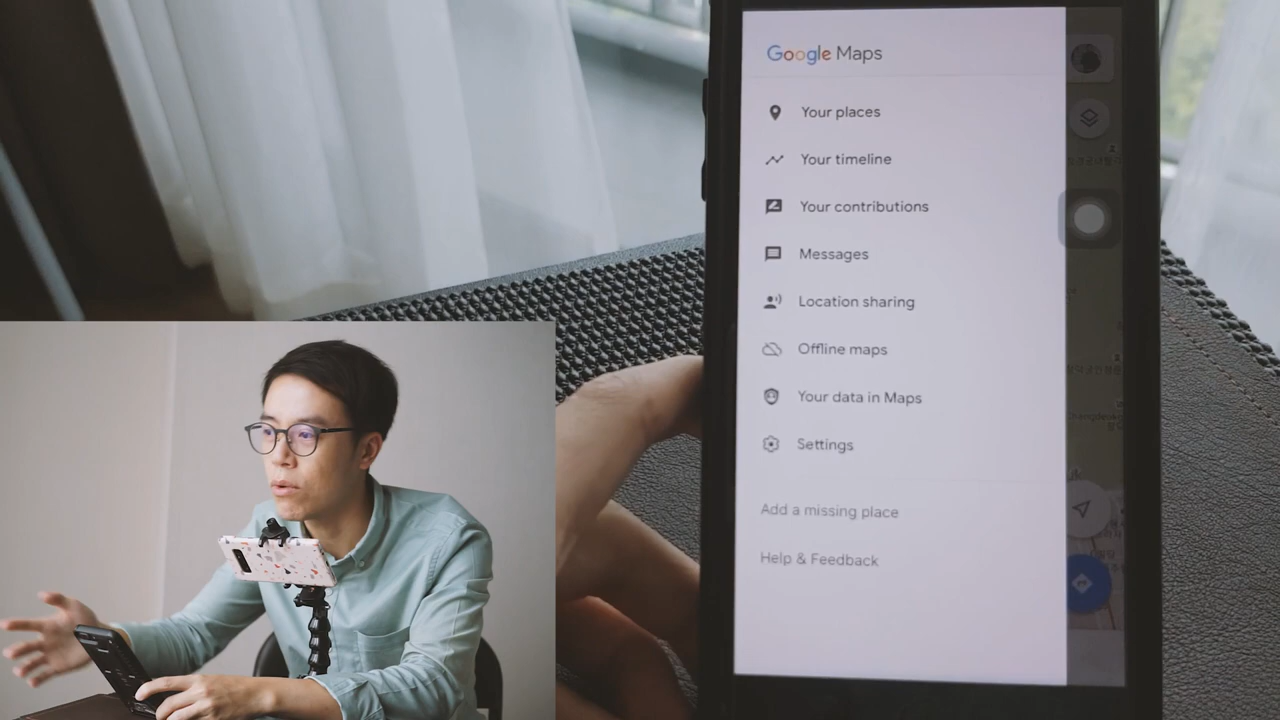 Google Maps
Your places
Your timeline
Your contributions
Messages
Location sharing
Offline maps
Your data in Maps
Settings
Add a missing place
Help & Feedback